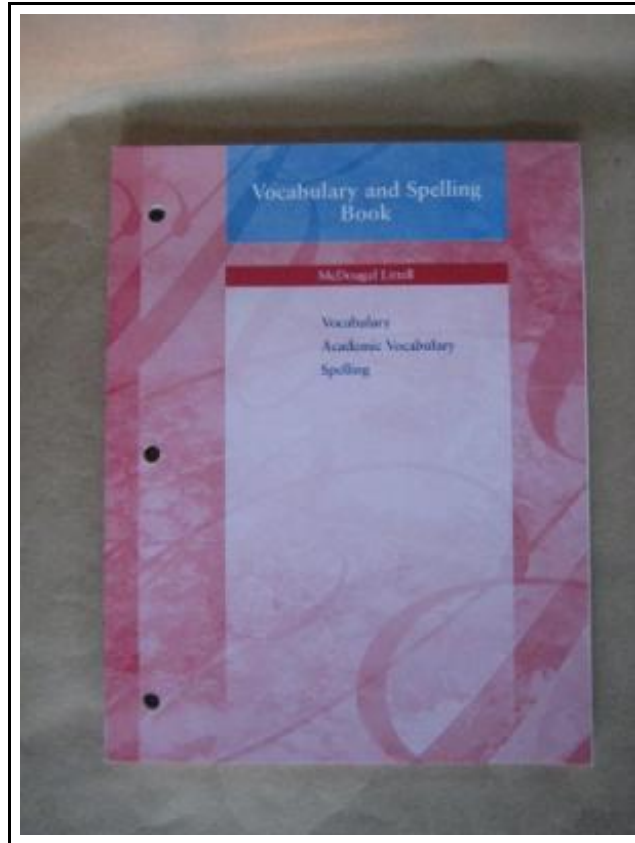 Vocabulary and Spelling
Book
McDougal Littell
Vocabulary
Academic Vocabulary
Spelling